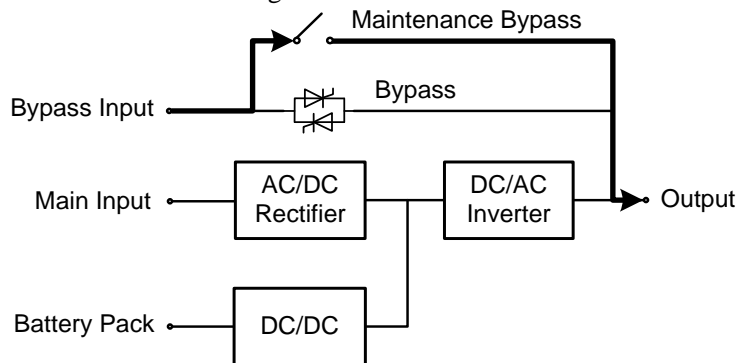 Maintenance Bypass
Bypass Input
Bypass
Main Input
AC/DC
Rectifier
DC/AC
Inverter
Output
Battery Pack
DC/DC